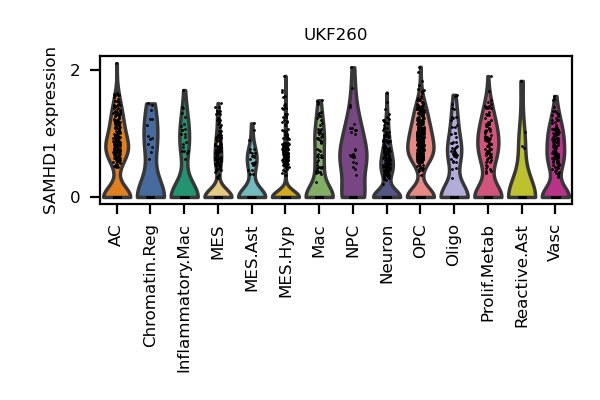 UKF260
SAMHD1 expression
2
0
AC
Chromatin.Reg
Inflammatory.Mac
MES
MES.Ast
MES.Hyp
Mac
NPC
Neuron
OPC
Oligo
Prolif.Metab
Reactive.Ast
Vasc